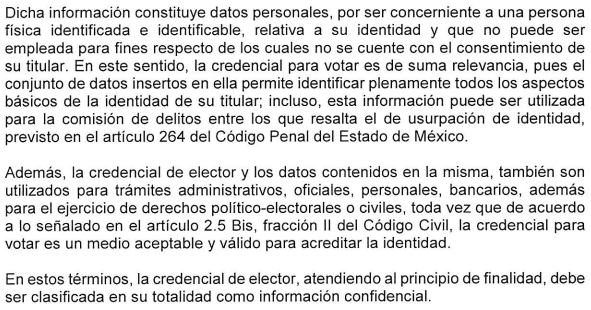 Dicha información constituye datos personales, por ser concerniente a una persona
física identificada e identificable, relativa a su identidad y que no puede ser
empleada para fines respecto de los cuales no se cuente con el consentimiento de
su titular. En este sentido, la credencial para votar es de suma relevancia, pues el
conjunto de datos insertos en ella permite identificar plenamente todos los aspectos
básicos de la identidad de su titular; incluso, esta información puede ser utilizada
para la comisión de delitos entre los que resalta el de usurpación de identidad,
previsto en el artículo 264 del Código Penal del Estado de México.
Además, la credencial de elector y los datos contenidos en la misma, también son
utilizados para trámites administrativos, oficiales, personales, bancarios, además
para el ejercicio de derechos político-electorales o civiles, toda vez que de acuerdo
a lo señalado en el artículo 2.5 Bis, fracción II del Código Civil, la credencial para
votar es un medio aceptable y válido para acreditar la identidad.
En estos términos, la credencial de elector, atendiendo al principio de finalidad, debe
ser clasificada en su totalidad como información confidencial.